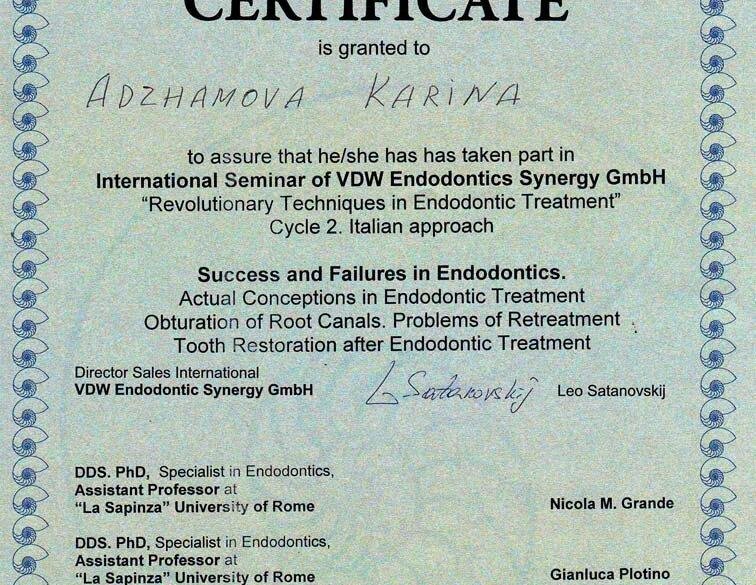 CERTIFICATE
is granted to
ADZHAMOVA KARINA
to assure that he/she has has taken part in
International Seminar of VDW Endodontics Synergy GmbH
“Revolutionary Techniques in Endodontic Treatment”
Cycle 2. Italian approach
Success and Failures in Endodontics.
Actual Conceptions in Endodontic Treatment
Obturation of Root Canals. Problems of Retreatment
Tooth Restoration after Endodontic Treatment
Director Sales International
VDW Endodontic Synergy GmbH L Satanovskij Leo Satanovskij
DDS. PhD, Specialist in Endodontics,
Assistant Professor at
“La Sapinza” University of Rome Nicola M. Grande
DDS. PhD, Specialist in Endodontics,
Assistant Professor at
“La Sapinza” University of Rome Gianluca Plotino